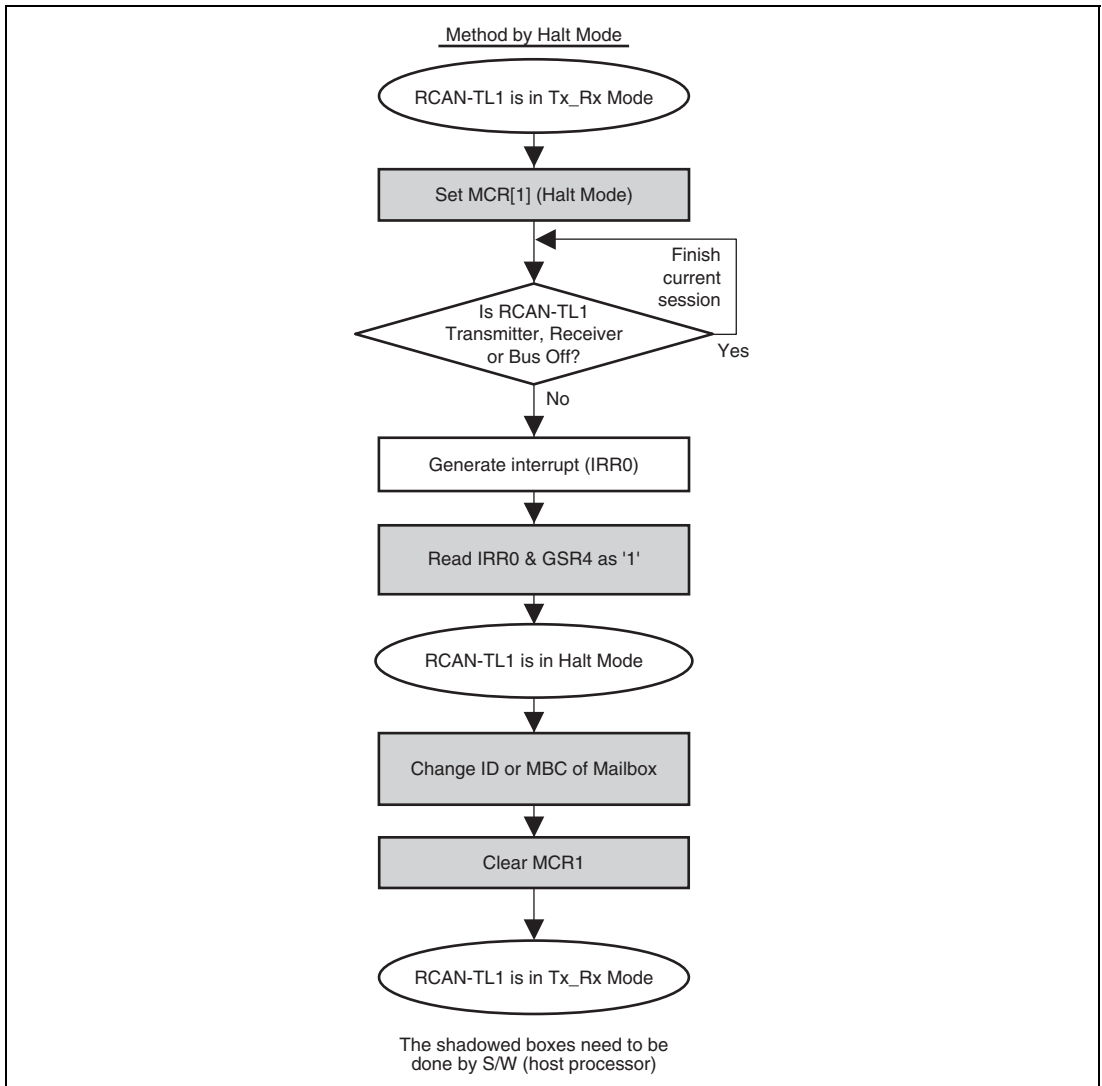 Method by Halt Mode
RCAN-TL1 is in Tx_Rx Mode
Set MCR[1] (Halt Mode)
Finish
current
session
Is RCAN-TL1
Transmitter, Receiver
or Bus Off?
Yes
No
Generate interrupt (IRR0)
Read IRR0 & GSR4 as '1'
RCAN-TL1 is in Halt Mode
Change ID or MBC of Mailbox
Clear MCR1
RCAN-TL1 is in Tx_Rx Mode
The shadowed boxes need to be
done by S/W (host processor)